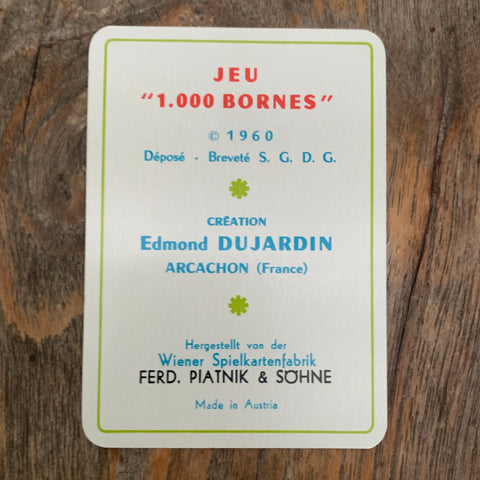 JEU
"1.000 BORNES"
© 1960
Déposé - Breveté S. G. D. G.
CRÉATION
Edmond DUJARDIN
ARCACHON (France)
Hergestellt von der
Wiener Spielkartenfabrik
FERD. PIATNIK & SÖHNE
Made in Austria